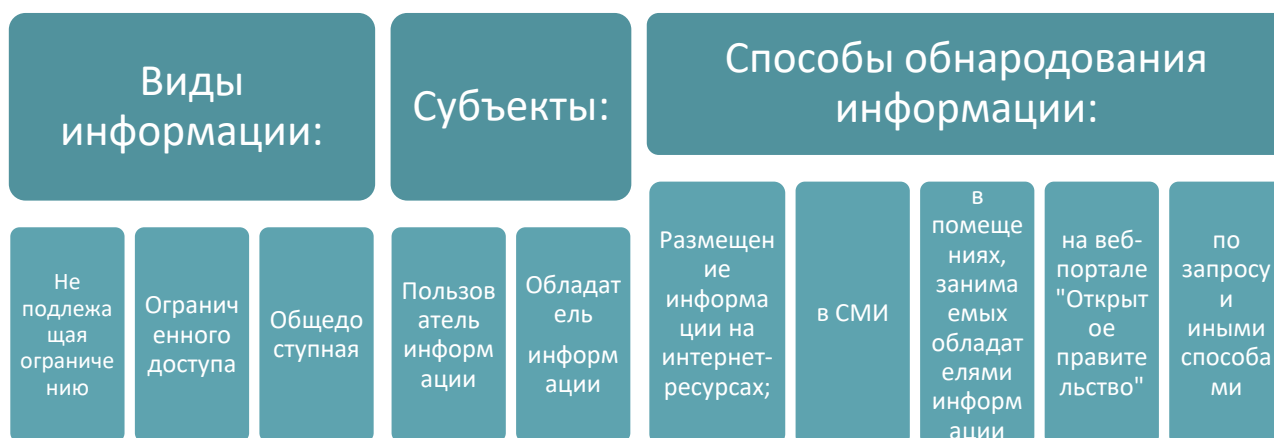 Виды
информации:
Субъекты:
Способы обнародования
информации:
Не
подлежа
щая
ограниче
нию
Огранич
енного
доступа
Общедо
ступная
Пользов
атель
информ
ации
Обладат
ель
информ
ации
Размещен
ие
информа
ции на
интернет-
ресурсах;
в СМИ
в
помеще
ниях,
занима
емых
обладат
елями
информ
ации
на веб-
портале
"Открыт
ое
правите
льство"
по
запросу
и
иными
способа
ми